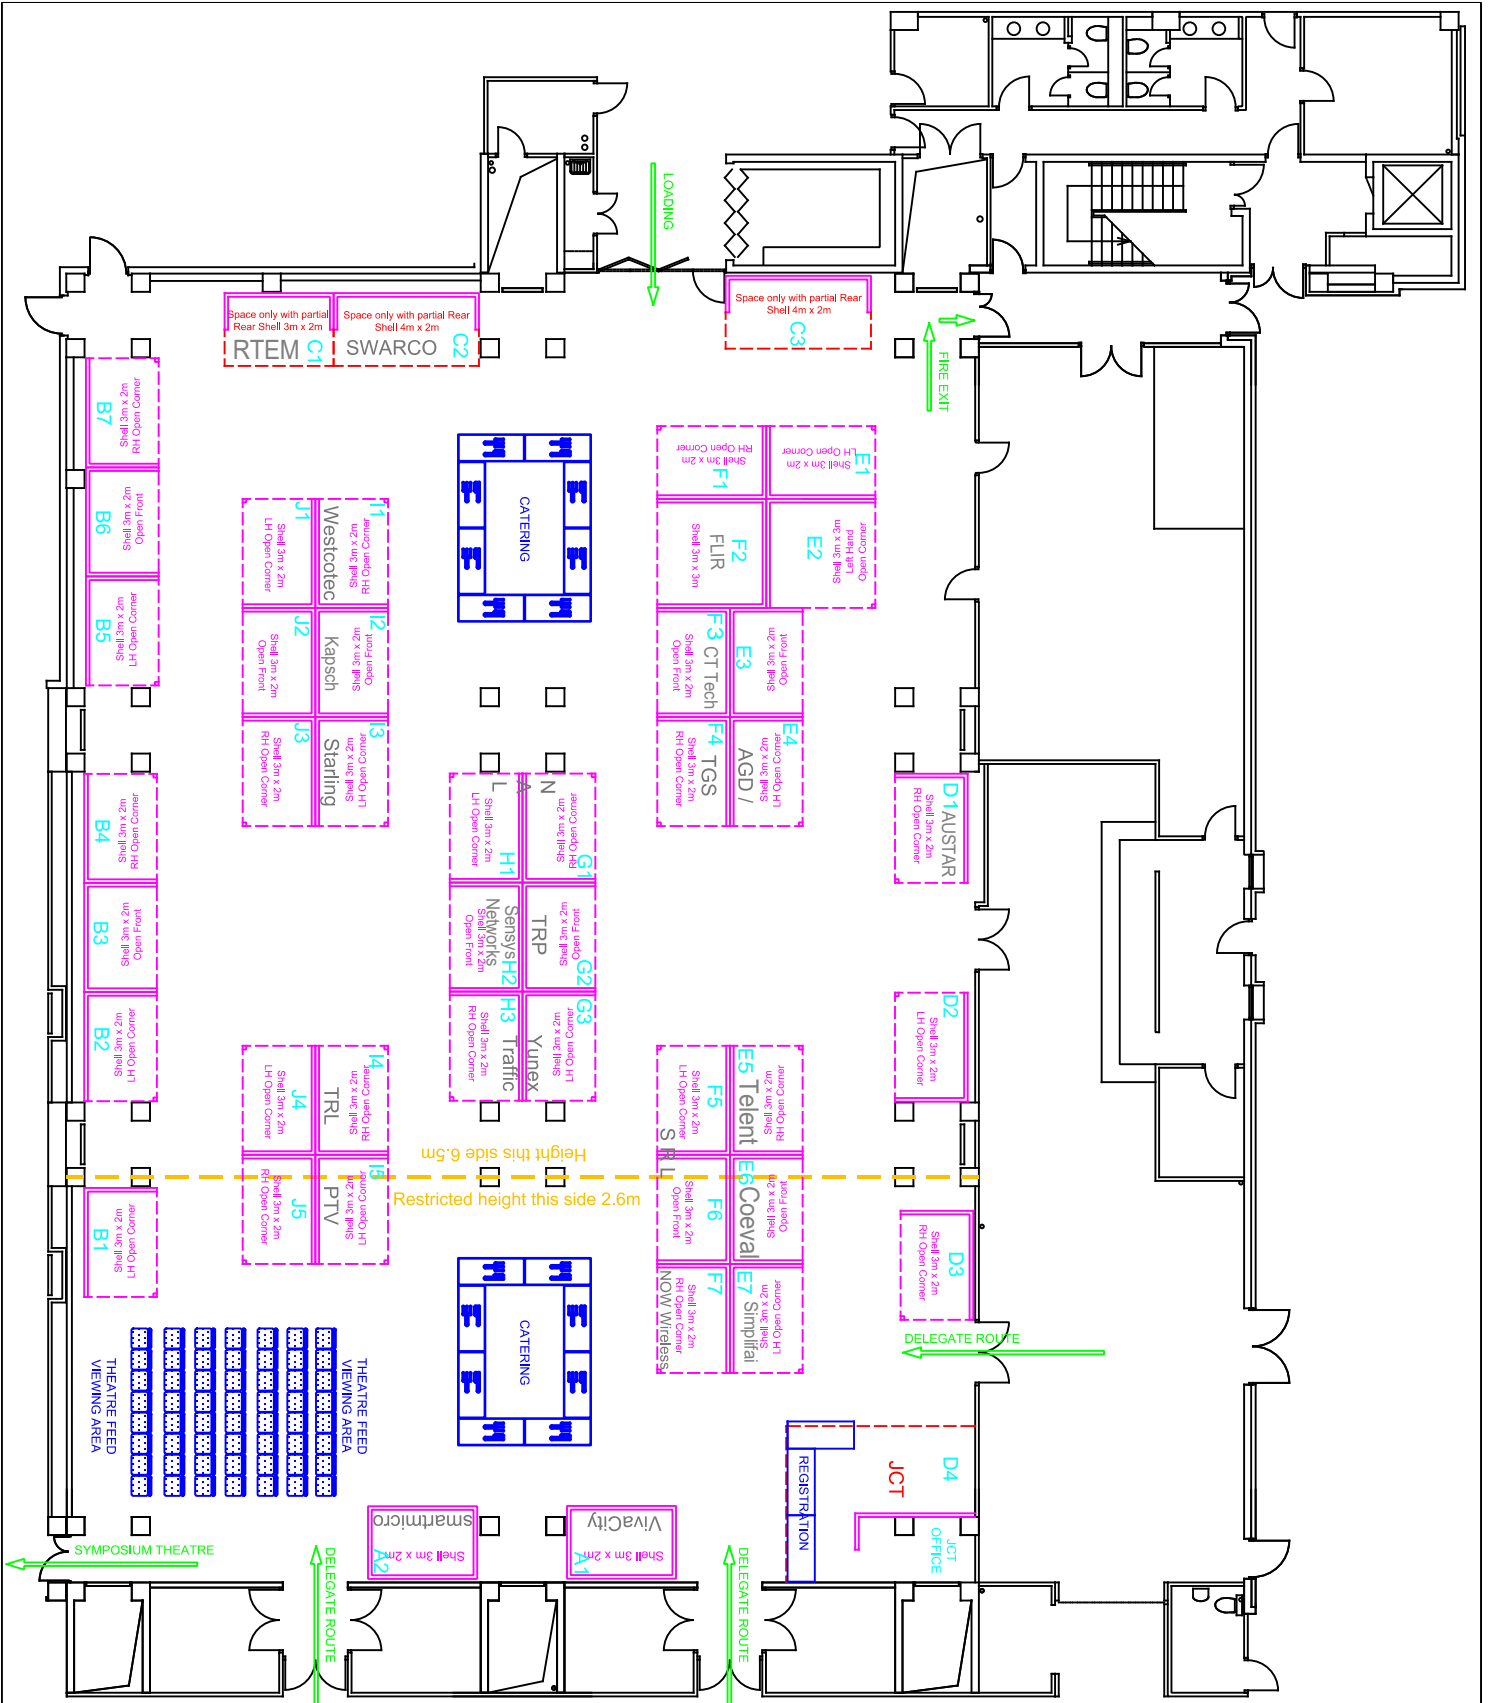 LOADING
Space only with partial
Rear Shell 3m x 2m
RTEM
C1
Space only with partial Rear
Shell 4m x 2m
SWARCO
C2
Space only with partial Rear
Shell 4m x 2m
C3
FIRE EXIT
B7
Shell 3m x 2m
RH Open Corner
B6
Shell 3m x 2m
Open Front
B5
Shell 3m x 2m
LH Open Corner
J1
Shell 3m x 2m
LH Open Corner
I1
Westcotec
Shell 3m x 2m
RH Open Corner
J2
Shell 3m x 2m
Open Front
I2
Kapsch
Shell 3m x 2m
Open Front
J3
Shell 3m x 2m
RH Open Corner
I3
Starling
Shell 3m x 2m
LH Open Corner
CATERING
F1
Shell 3m x 2m
RH Open Corner
E1
Shell 3m x 2m
LH Open Corner
F2
FLIR
Shell 3m x 3m
E2
Shell 3m x 3m
Left Hand
Open Corner
F3
CT Tech
Shell 3m x 2m
Open Front
E3
Shell 3m x 2m
Open Front
F4
TGS
Shell 3m x 2m
RH Open Corner
E4
AGD /
Shell 3m x 2m
LH Open Corner
D1
AUSTAR
Shell 3m x 2m
RH Open Corner
B4
Shell 3m x 2m
RH Open Corner
B3
Shell 3m x 2m
Open Front
B2
Shell 3m x 2m
LH Open Corner
L A N
H1
Shell 3m x 2m
LH Open Corner
G1
Shell 3m x 2m
RH Open Corner
H2
Sensys
Networks
Shell 3m x 2m
Open Front
G2
TRP
Shell 3m x 2m
Open Front
H3
Shell 3m x 2m
RH Open Corner
G3
Yunex
Traffic
Shell 3m x 2m
LH Open Corner
D2
Shell 3m x 2m
LH Open Corner
J4
Shell 3m x 2m
LH Open Corner
I4
TRL
Shell 3m x 2m
RH Open Corner
J5
Shell 3m x 2m
RH Open Corner
I5
PTV
Shell 3m x 2m
LH Open Corner
Height this side 6.5m
Restricted height this side 2.6m
S R L
F5
Shell 3m x 2m
LH Open Corner
E5
Telent
Shell 3m x 2m
RH Open Corner
F6
Shell 3m x 2m
Open Front
E6
Coeval
Shell 3m x 2m
Open Front
F7
NOW Wireless
Shell 3m x 2m
RH Open Corner
E7
Simplifai
Shell 3m x 2m
LH Open Corner
D3
Shell 3m x 2m
RH Open Corner
B1
Shell 3m x 2m
LH Open Corner
DELEGATE ROUTE
CATERING
THEATRE FEED
VIEWING AREA
THEATRE FEED
VIEWING AREA
D4
JCT
REGISTRATION
JCT
OFFICE
smartmicro
A2
Shell 3m x 2m
VivaCity
A1
Shell 3m x 2m
SYMPOSIUM THEATRE
DELEGATE ROUTE
DELEGATE ROUTE